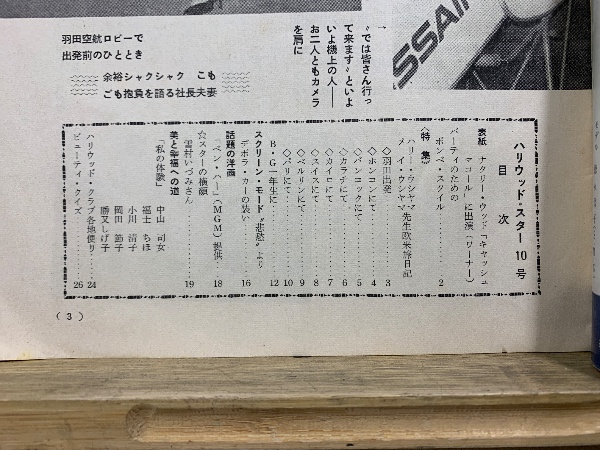 SSAIR
↑
〝では皆さん行っ
て来ます〟といよ
いよ機上の人――
お二人ともカメラ
を肩に
羽田空航ロビーで
出発前のひととき
余裕シャクシャク こも
ごも抱負を語る社長夫妻
ハリウッド・スター 10号
目次
表紙 ナタリー・ウッド「キャッシュ
マコール」に出演(ワーナー)
パーティのための
ボンペ・スタイル…………2
〈特集〉
ハリー・ウシヤマ
メイ・ウシヤマ先生欧米旅日記
◇羽田出発…………3
◇ホンコンにて…………4
◇バンコックにて…………5
◇カラチにて…………6
◇カイロにて…………7
◇スイスにて…………8
◇ベルリンにて…………9
◇パリにて…………10
B・G一年生に…………12
スクリーン・モード〝悲愁〟より
デボラ・カーの装い…………16
話題の洋画
「ベン・ハー」(MGM)提供…………18
☆スターの横顔
雪村いづみさん…………19
美と幸福への道
「私の体験」
中山司女
福士ちほ
小川清子
岡田節子
勝又しげ子
ハリウッド・クラブ各地便り…………24
ビューティ・クイズ…………26
(3)